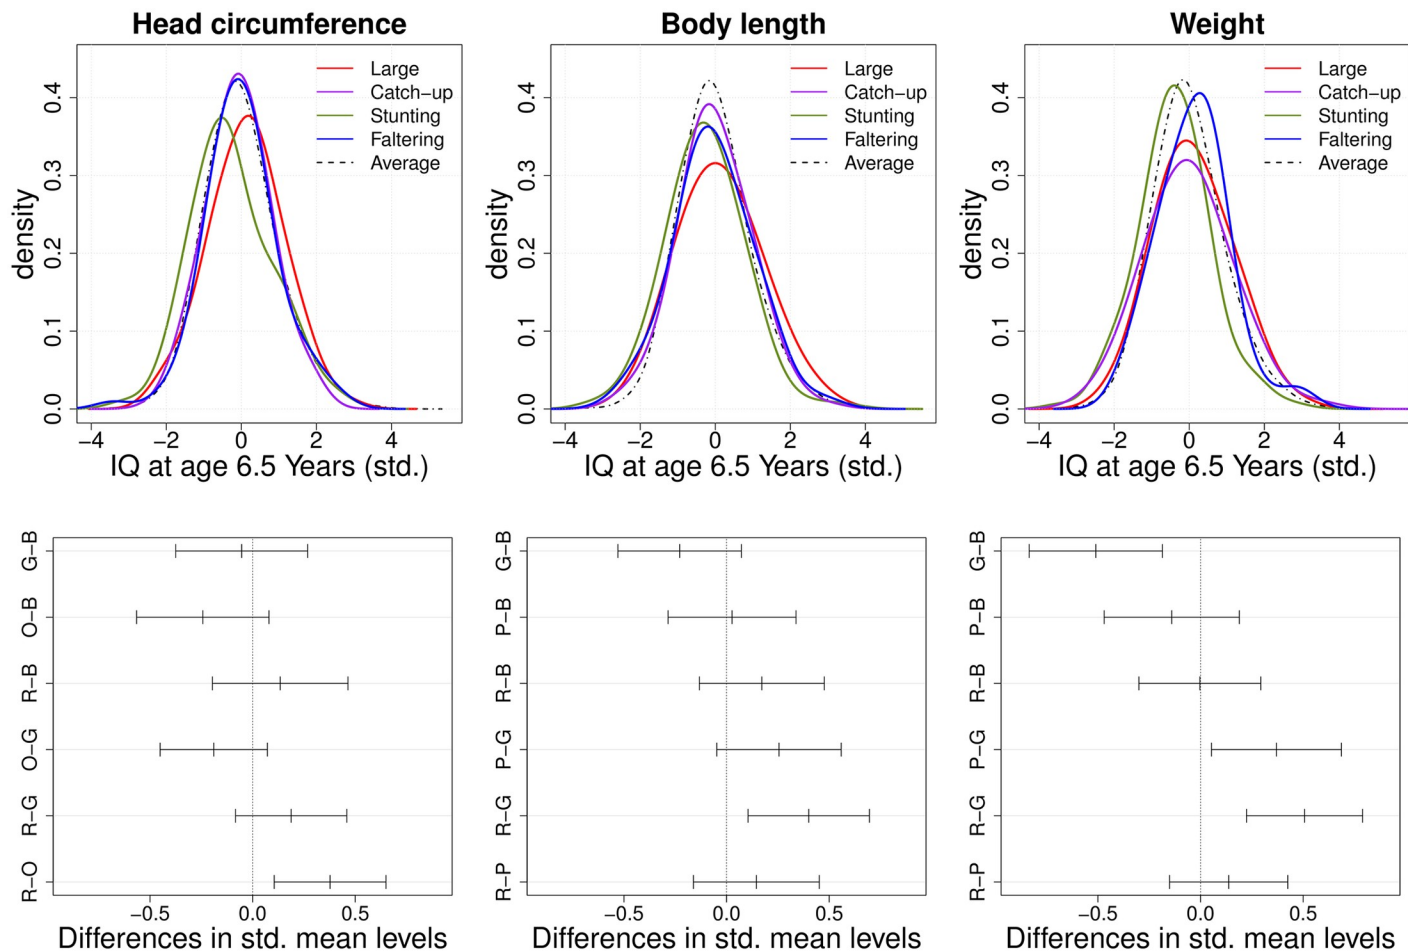 Head circumference
Large
Catch-up
Stunting
Faltering
Average
density
0.0 0.1 0.2 0.3 0.4
−4 −2 0 2 4
IQ at age 6.5 Years (std.)
Body length
Large
Catch-up
Stunting
Faltering
Average
density
0.0 0.1 0.2 0.3 0.4
−4 −2 0 2 4
IQ at age 6.5 Years (std.)
Weight
Large
Catch-up
Stunting
Faltering
Average
density
0.0 0.1 0.2 0.3 0.4
−4 −2 0 2 4
IQ at age 6.5 Years (std.)
G−B
O−B
R−B
O−G
R−G
R−O
−0.5 0.0 0.5
Differences in std. mean levels
G−B
P−B
R−B
P−G
R−G
R−P
−0.5 0.0 0.5
Differences in std. mean levels
G−B
P−B
R−B
P−G
R−G
R−P
−0.5 0.0 0.5
Differences in std. mean levels